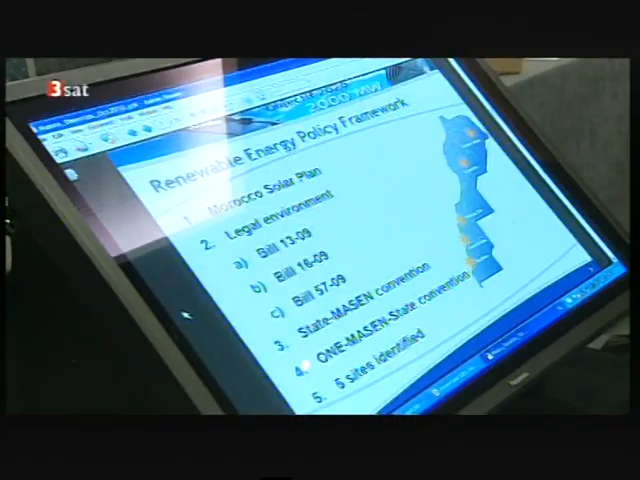 3sat
2000 MW
Renewable Energy Policy Framework
1. Morocco Solar Plan
2. Legal environment
a) Bill 13-09
b) Bill 16-09
c) Bill 57-09
3. State-MASEN convention
4. ONE-MASEN-State convention
5. 5 sites identified